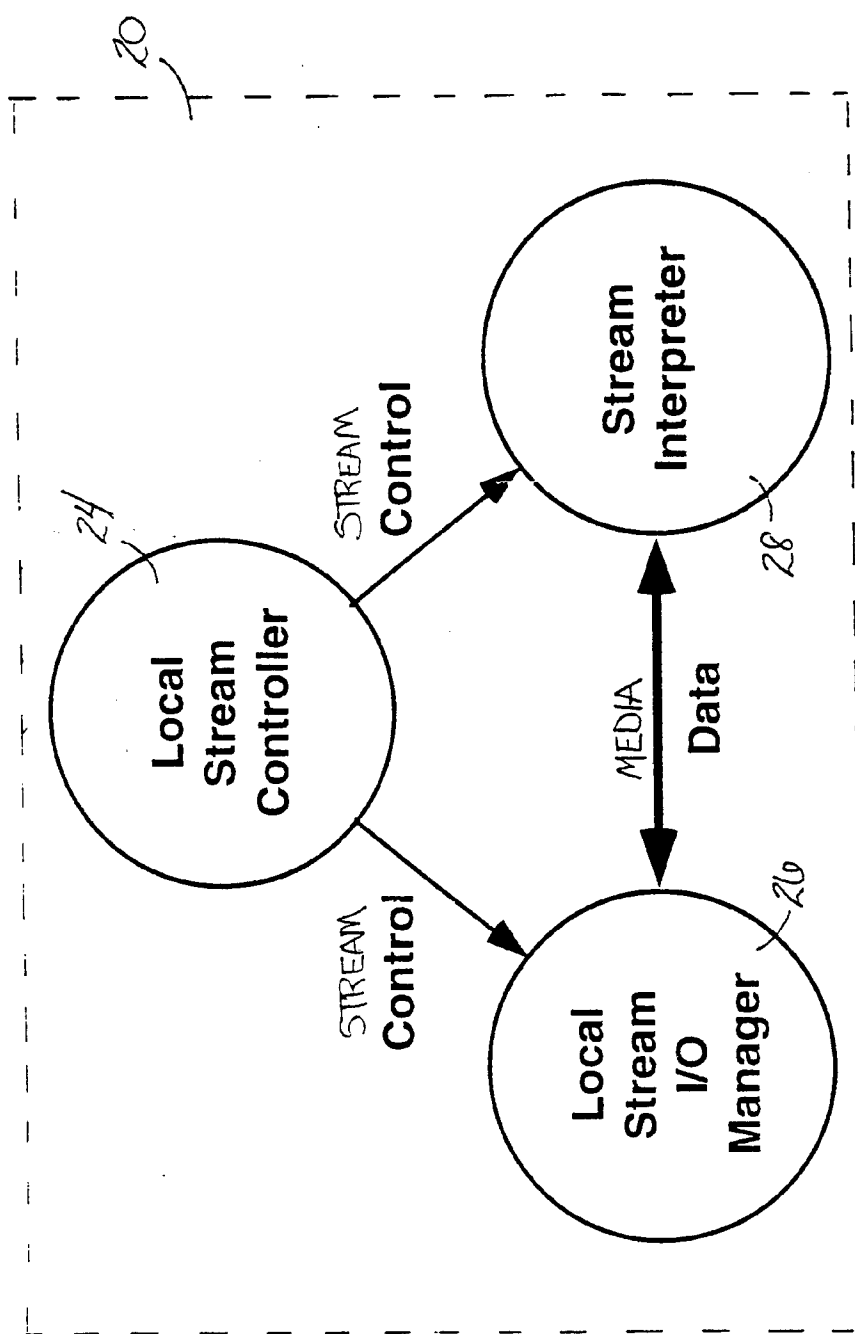 20
24
Local
Stream
Controller
STREAM
Control
STREAM
Control
26
Local
Stream
I/O
Manager
MEDIA
Data
28
Stream
Interpreter